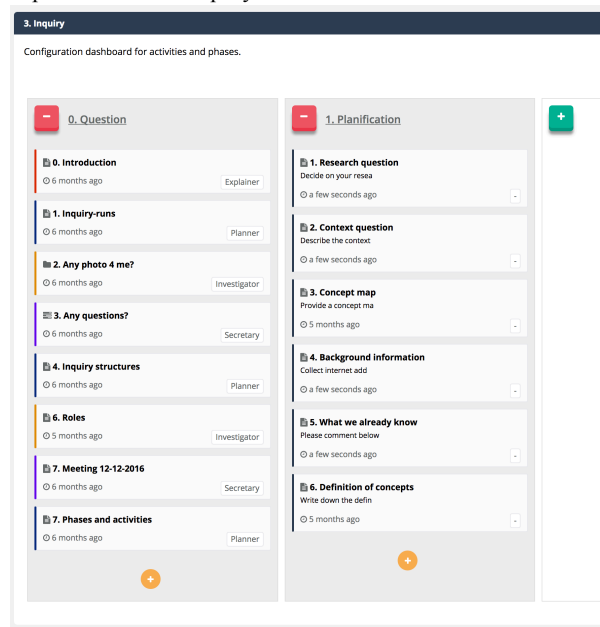 3. Inquiry
Configuration dashboard for activities and phases.
0. Question
0. Introduction
6 months ago
Explainer
1. Inquiry-runs
6 months ago
Planner
2. Any photo 4 me?
6 months ago
Investigator
3. Any questions?
6 months ago
Secretary
4. Inquiry structures
6 months ago
Planner
6. Roles
5 months ago
Investigator
7. Meeting 12-12-2016
6 months ago
Secretary
7. Phases and activities
6 months ago
Planner
1. Planification
1. Research question
Decide on your resea
a few seconds ago
-
2. Context question
Describe the context
a few seconds ago
-
3. Concept map
Provide a concept ma
5 months ago
-
4. Background information
Collect internet add
a few seconds ago
-
5. What we already know
Please comment below
a few seconds ago
-
6. Definition of concepts
Write down the defin
5 months ago
-